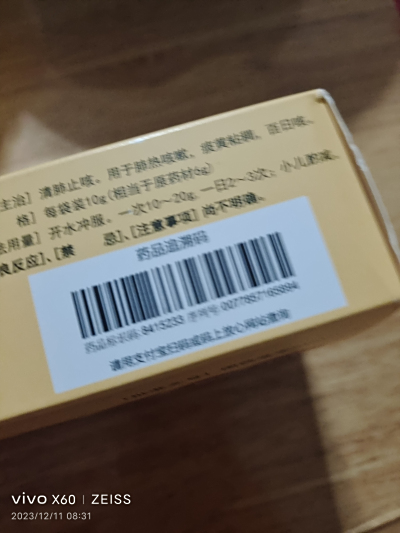 主治］清肺止咳。用于肺热咳嗽，痰黄粘稠，百日咳。
格］每袋装10g(相当于原药材6g)
法用量］开水冲服。一次10～20g，一日2～3次；小儿酌减。
良反应］、［禁　忌］、［注意事项］尚不明确。
药品追溯码
药品标识码:8415233 序列号:0077857165894
请用支付宝扫码或码上放心网站查询
vivo X60 | ZEISS
2023/12/11 08:31